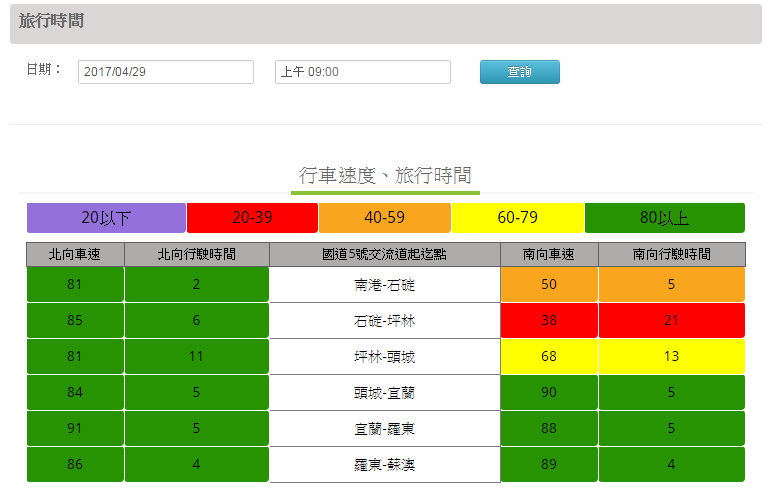 旅行時間
日期： 2017/04/29 上午 09:00 查詢
行車速度、旅行時間
20以下 20-39 40-59 60-79 80以上
北向車速 北向行駛時間 國道5號交流道起迄點 南向車速 南向行駛時間
81 2 南港-石碇 50 5
85 6 石碇-坪林 38 21
81 11 坪林-頭城 68 13
84 5 頭城-宜蘭 90 5
91 5 宜蘭-羅東 88 5
86 4 羅東-蘇澳 89 4